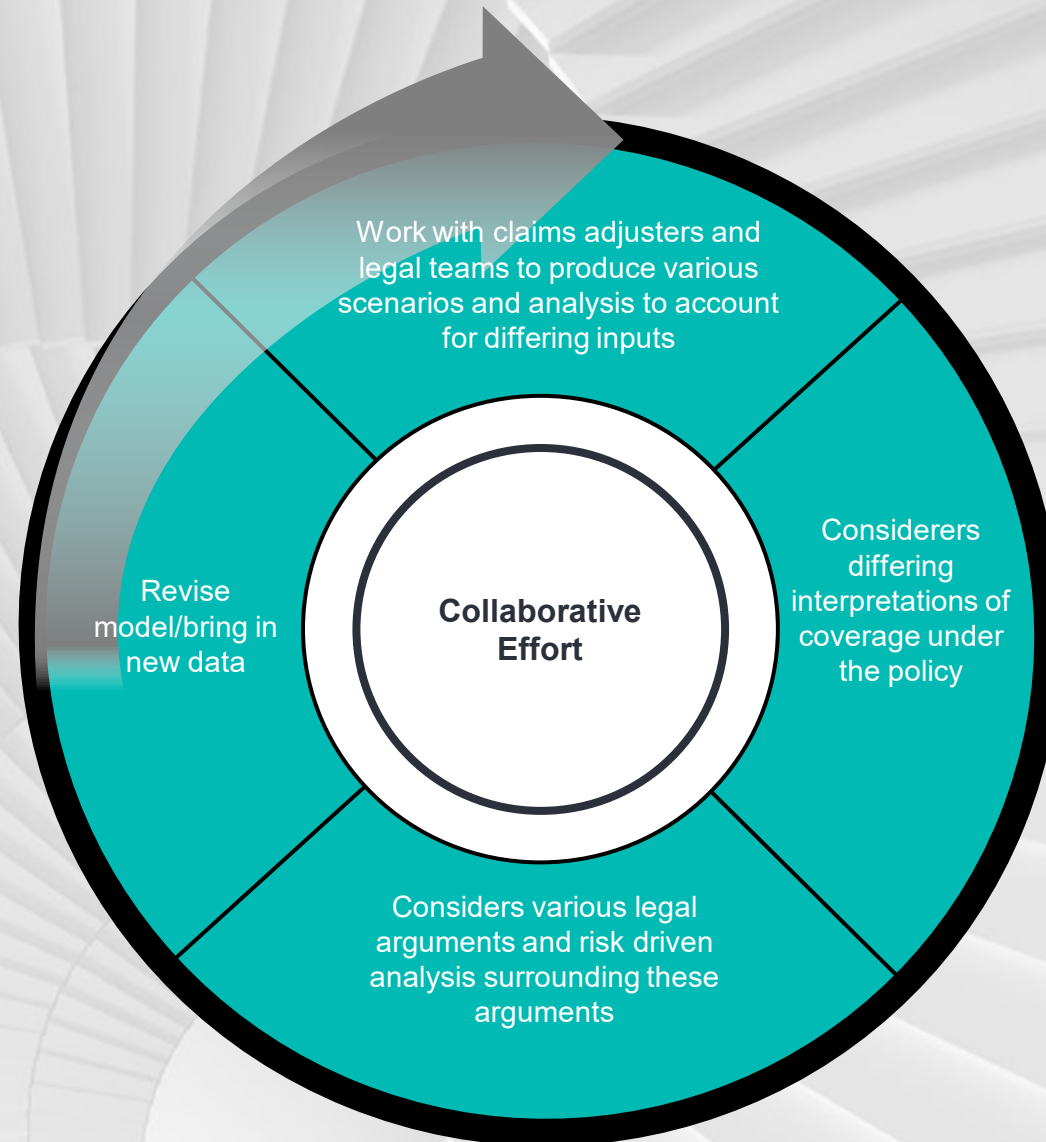 Work with claims adjusters and
legal teams to produce various
scenarios and analysis to account
for differing inputs
Considerers
differing
interpretations of
coverage under
the policy
Considers various legal
arguments and risk driven
analysis surrounding these
arguments
Revise
model/bring in
new data
Collaborative
Effort